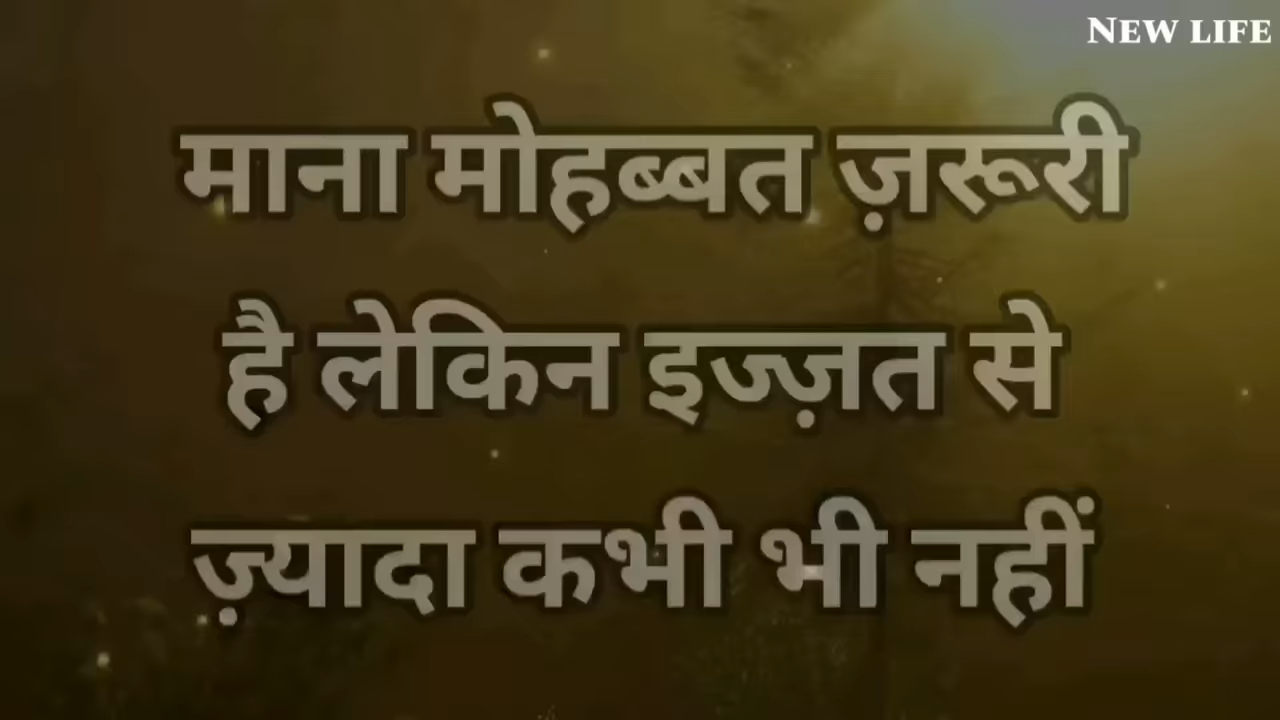 NEW LIFE
माना मोहब्बत ज़रूरी
है लेकिन इज्ज़त से
ज़्यादा कभी भी नहीं